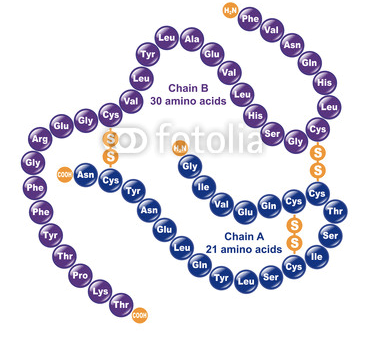 H₂N
Phe
Val
Asn
Gln
His
Leu
Cys
Gly
Ser
His
Leu
Val
Glu
Ala
Leu
Tyr
Leu
Val
Cys
Gly
Glu
Arg
Gly
Phe
Phe
Tyr
Thr
Pro
Lys
Thr
COOH
Chain B
30 amino acids
S
S
S
S
fotolia
H₂N
Gly
Ile
Val
Glu
Gln
Cys
Cys
Thr
Ser
Ile
Cys
Ser
Leu
Tyr
Gln
Leu
Glu
Asn
Tyr
Cys
Asn
COOH
S
S
Chain A
21 amino acids